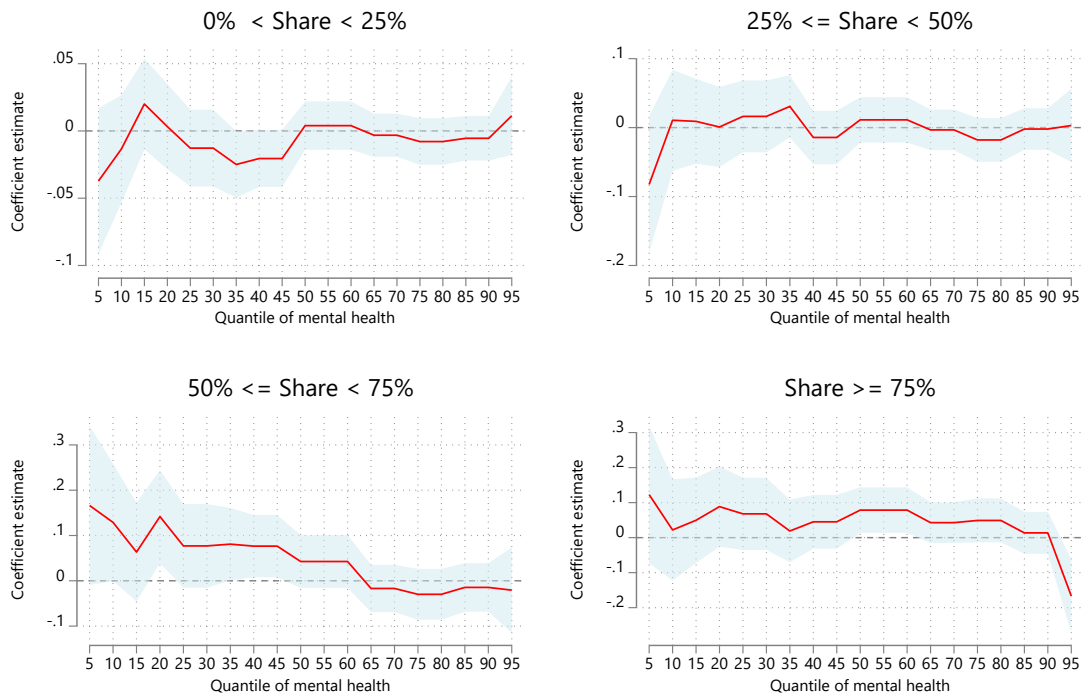 0% < Share < 25%
.05
0
-.05
-.1
Coefficient estimate
5 10 15 20 25 30 35 40 45 50 55 60 65 70 75 80 85 90 95
Quantile of mental health
25% <= Share < 50%
.1
0
-.1
-.2
Coefficient estimate
5 10 15 20 25 30 35 40 45 50 55 60 65 70 75 80 85 90 95
Quantile of mental health
50% <= Share < 75%
.3
.2
.1
0
-.1
Coefficient estimate
5 10 15 20 25 30 35 40 45 50 55 60 65 70 75 80 85 90 95
Quantile of mental health
Share >= 75%
.3
.2
.1
0
-.1
-.2
Coefficient estimate
5 10 15 20 25 30 35 40 45 50 55 60 65 70 75 80 85 90 95
Quantile of mental health